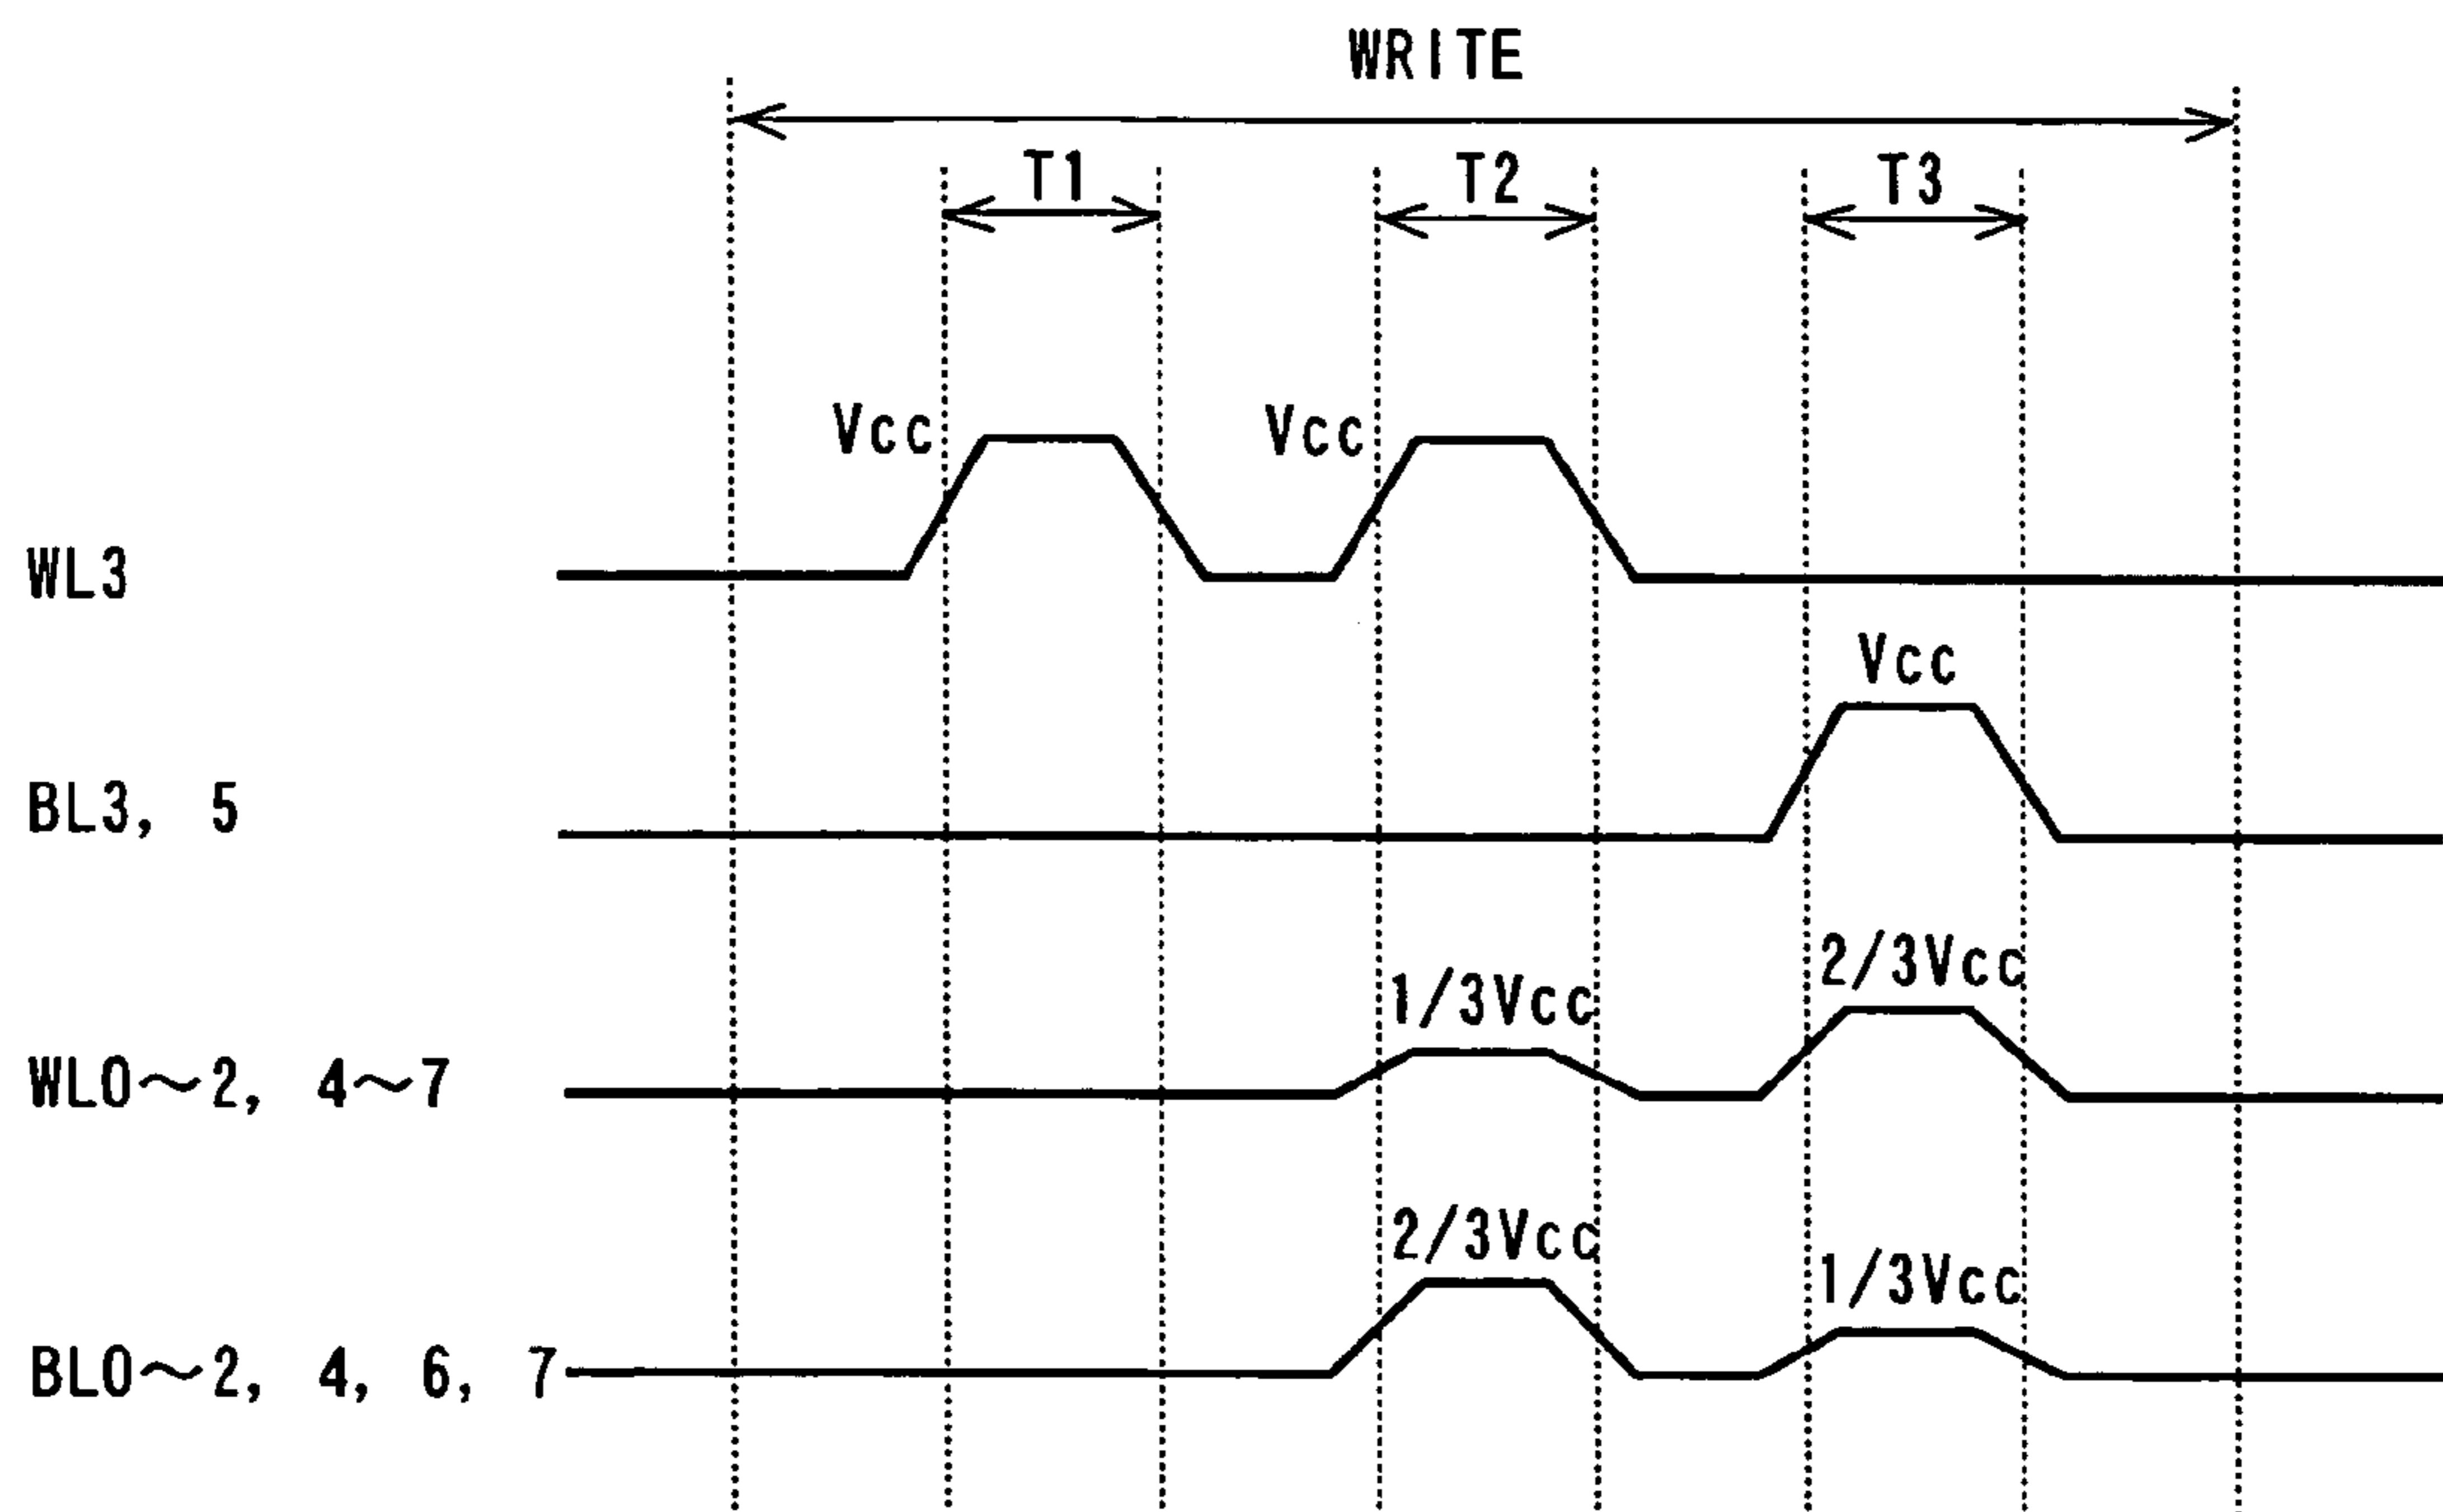 WRITE
T1 T2 T3
Vcc Vcc
WL3
Vcc
BL3, 5
2/3Vcc
1/3Vcc
WL0～2, 4～7
2/3Vcc
1/3Vcc
BL0～2, 4, 6, 7